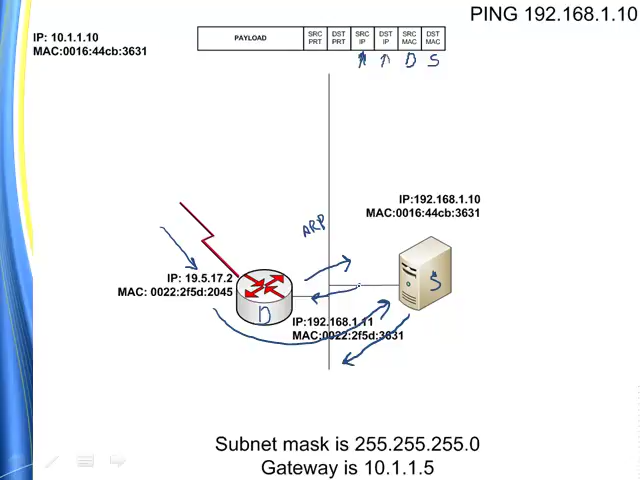 PING 192.168.1.10
IP: 10.1.1.10
MAC:0016:44cb:3631
PAYLOAD
SRC PRT
DST PRT
SRC IP
DST IP
SRC MAC
DST MAC
D S
IP:192.168.1.10
MAC:0016:44cb:3631
ARP
IP: 19.5.17.2
MAC: 0022:2f5d:2045
S
D
IP:192.168.1.11
MAC:0022:2f5d:3631
Subnet mask is 255.255.255.0
Gateway is 10.1.1.5